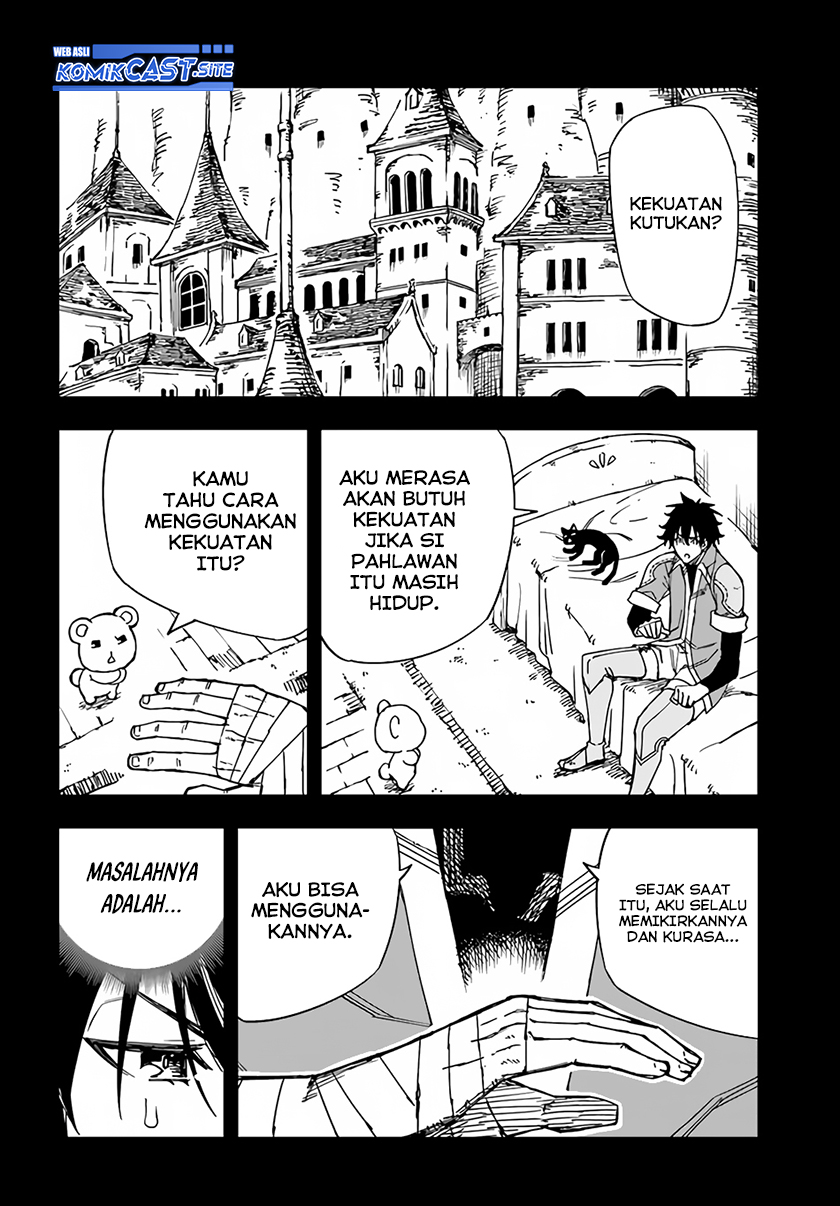 WEB ASLI
KOMIKCAST.SITE
KEKUATAN
KUTUKAN?
AKU MERASA
AKAN BUTUH
KEKUATAN
JIKA SI
PAHLAWAN
ITU MASIH
HIDUP.
KAMU
TAHU CARA
MENGGUNAKAN
KEKUATAN
ITU?
SEJAK SAAT
ITU, AKU SELALU
MEMIKIRKANNYA
DAN KURASA...
AKU BISA
MENGGUNA-
KANNYA.
MASALAHNYA
ADALAH...